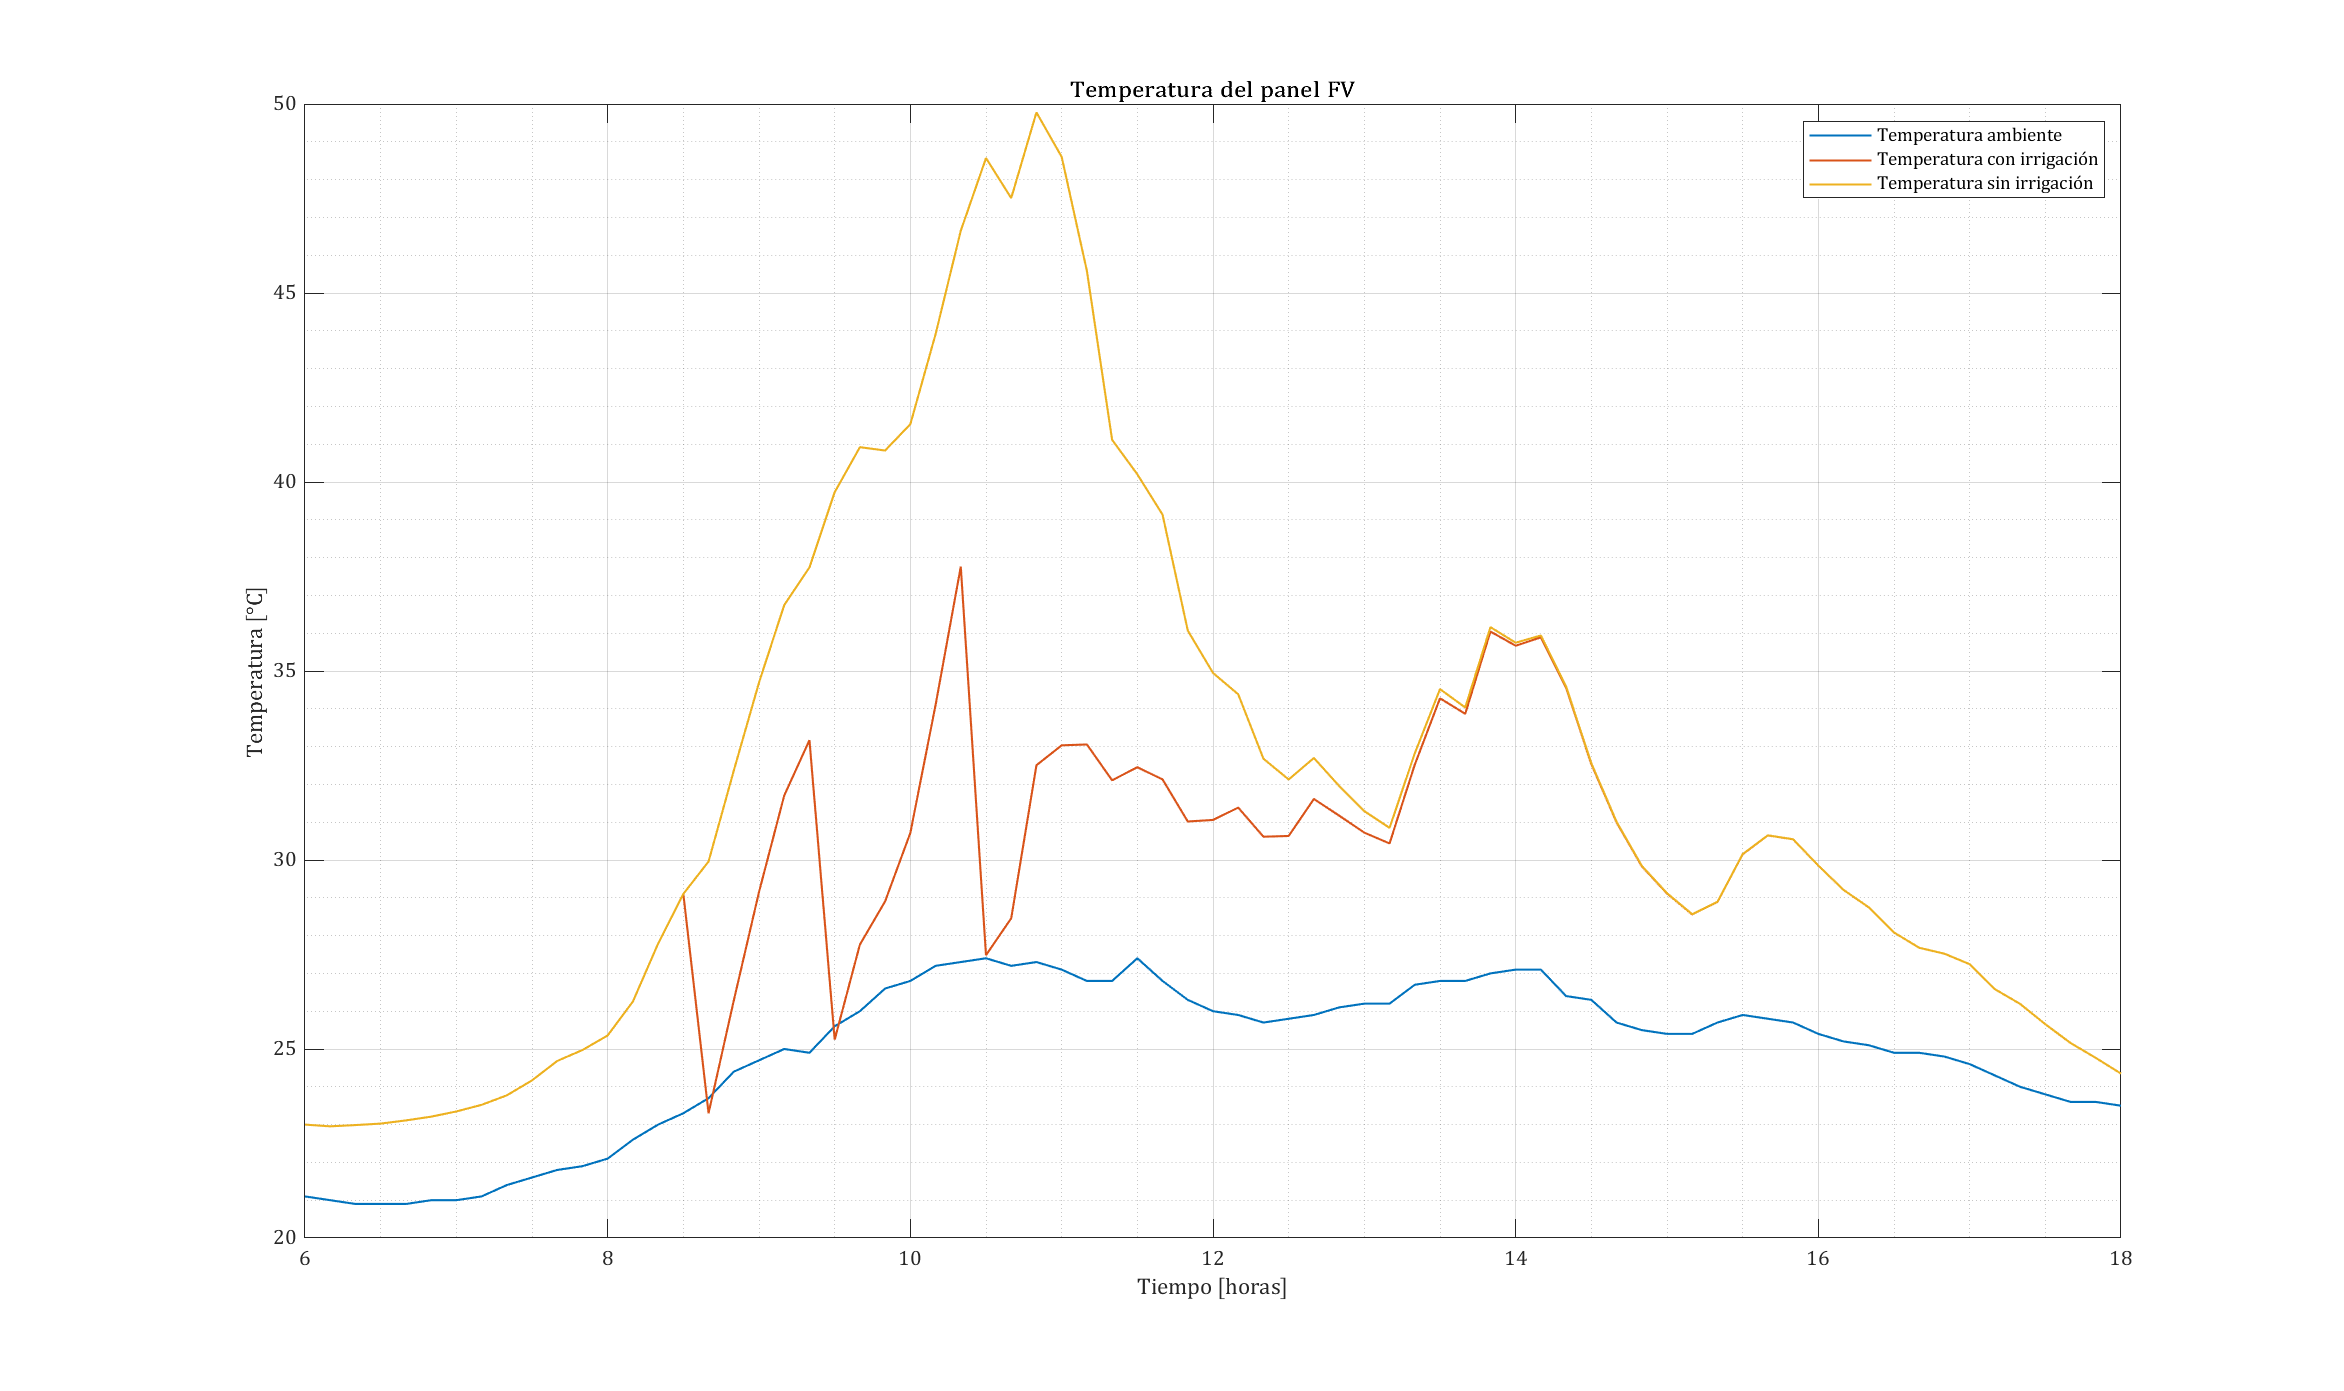 Temperatura del panel FV
50
45
40
35
30
25
20
Temperatura [°C]
Temperatura ambiente
Temperatura con irrigación
Temperatura sin irrigación
6 8 10 12 14 16 18
Tiempo [horas]